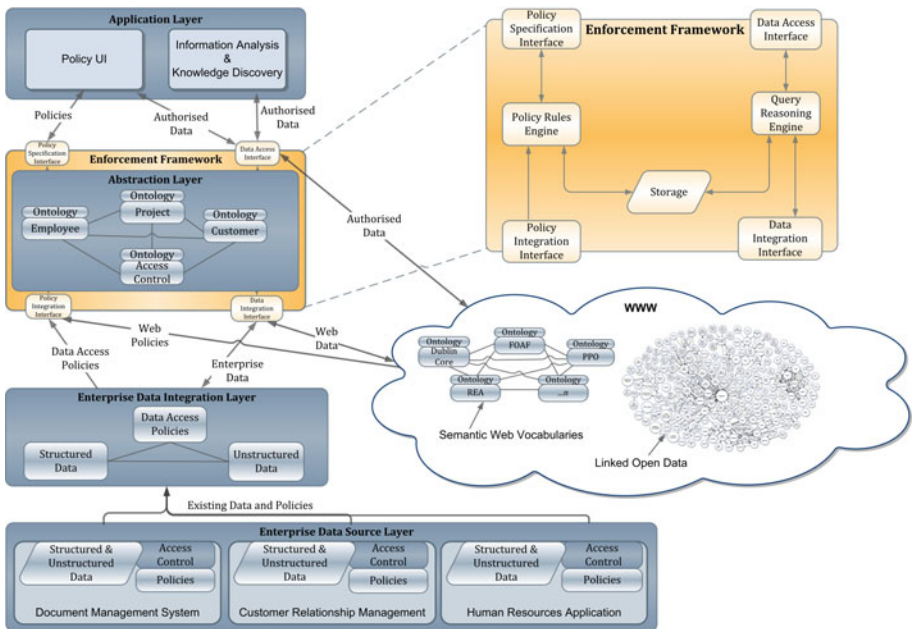 Application Layer
Policy UI
Information Analysis
&
Knowledge Discovery
Policies
Authorised
Data
Authorised
Data
Policy
Specification
Interface
Enforcement Framework
Data Access
Interface
Abstraction Layer
Ontology
Project
Ontology
Employee
Ontology
Customer
Ontology
Access
Control
Policy
Integration
Interface
Data
Integration
Interface
Data Access
Policies
Web
Policies
Enterprise
Data
Web
Data
Authorised
Data
Enterprise Data Integration Layer
Data Access
Policies
Structured
Data
Unstructured
Data
Existing Data and Policies
Enterprise Data Source Layer
Structured &
Unstructured
Data
Access
Control
Policies
Document Management System
Structured &
Unstructured
Data
Access
Control
Policies
Customer Relationship Management
Structured &
Unstructured
Data
Access
Control
Policies
Human Resources Application
Policy
Specification
Interface
Enforcement Framework
Data Access
Interface
Policy Rules
Engine
Query
Reasoning
Engine
Storage
Policy
Integration
Interface
Data
Integration
Interface
WWW
Ontology
Dublin
Core
Ontology
FOAF
Ontology
PPO
Ontology
REA
Ontology
...n
Semantic Web Vocabularies
Linked Open Data